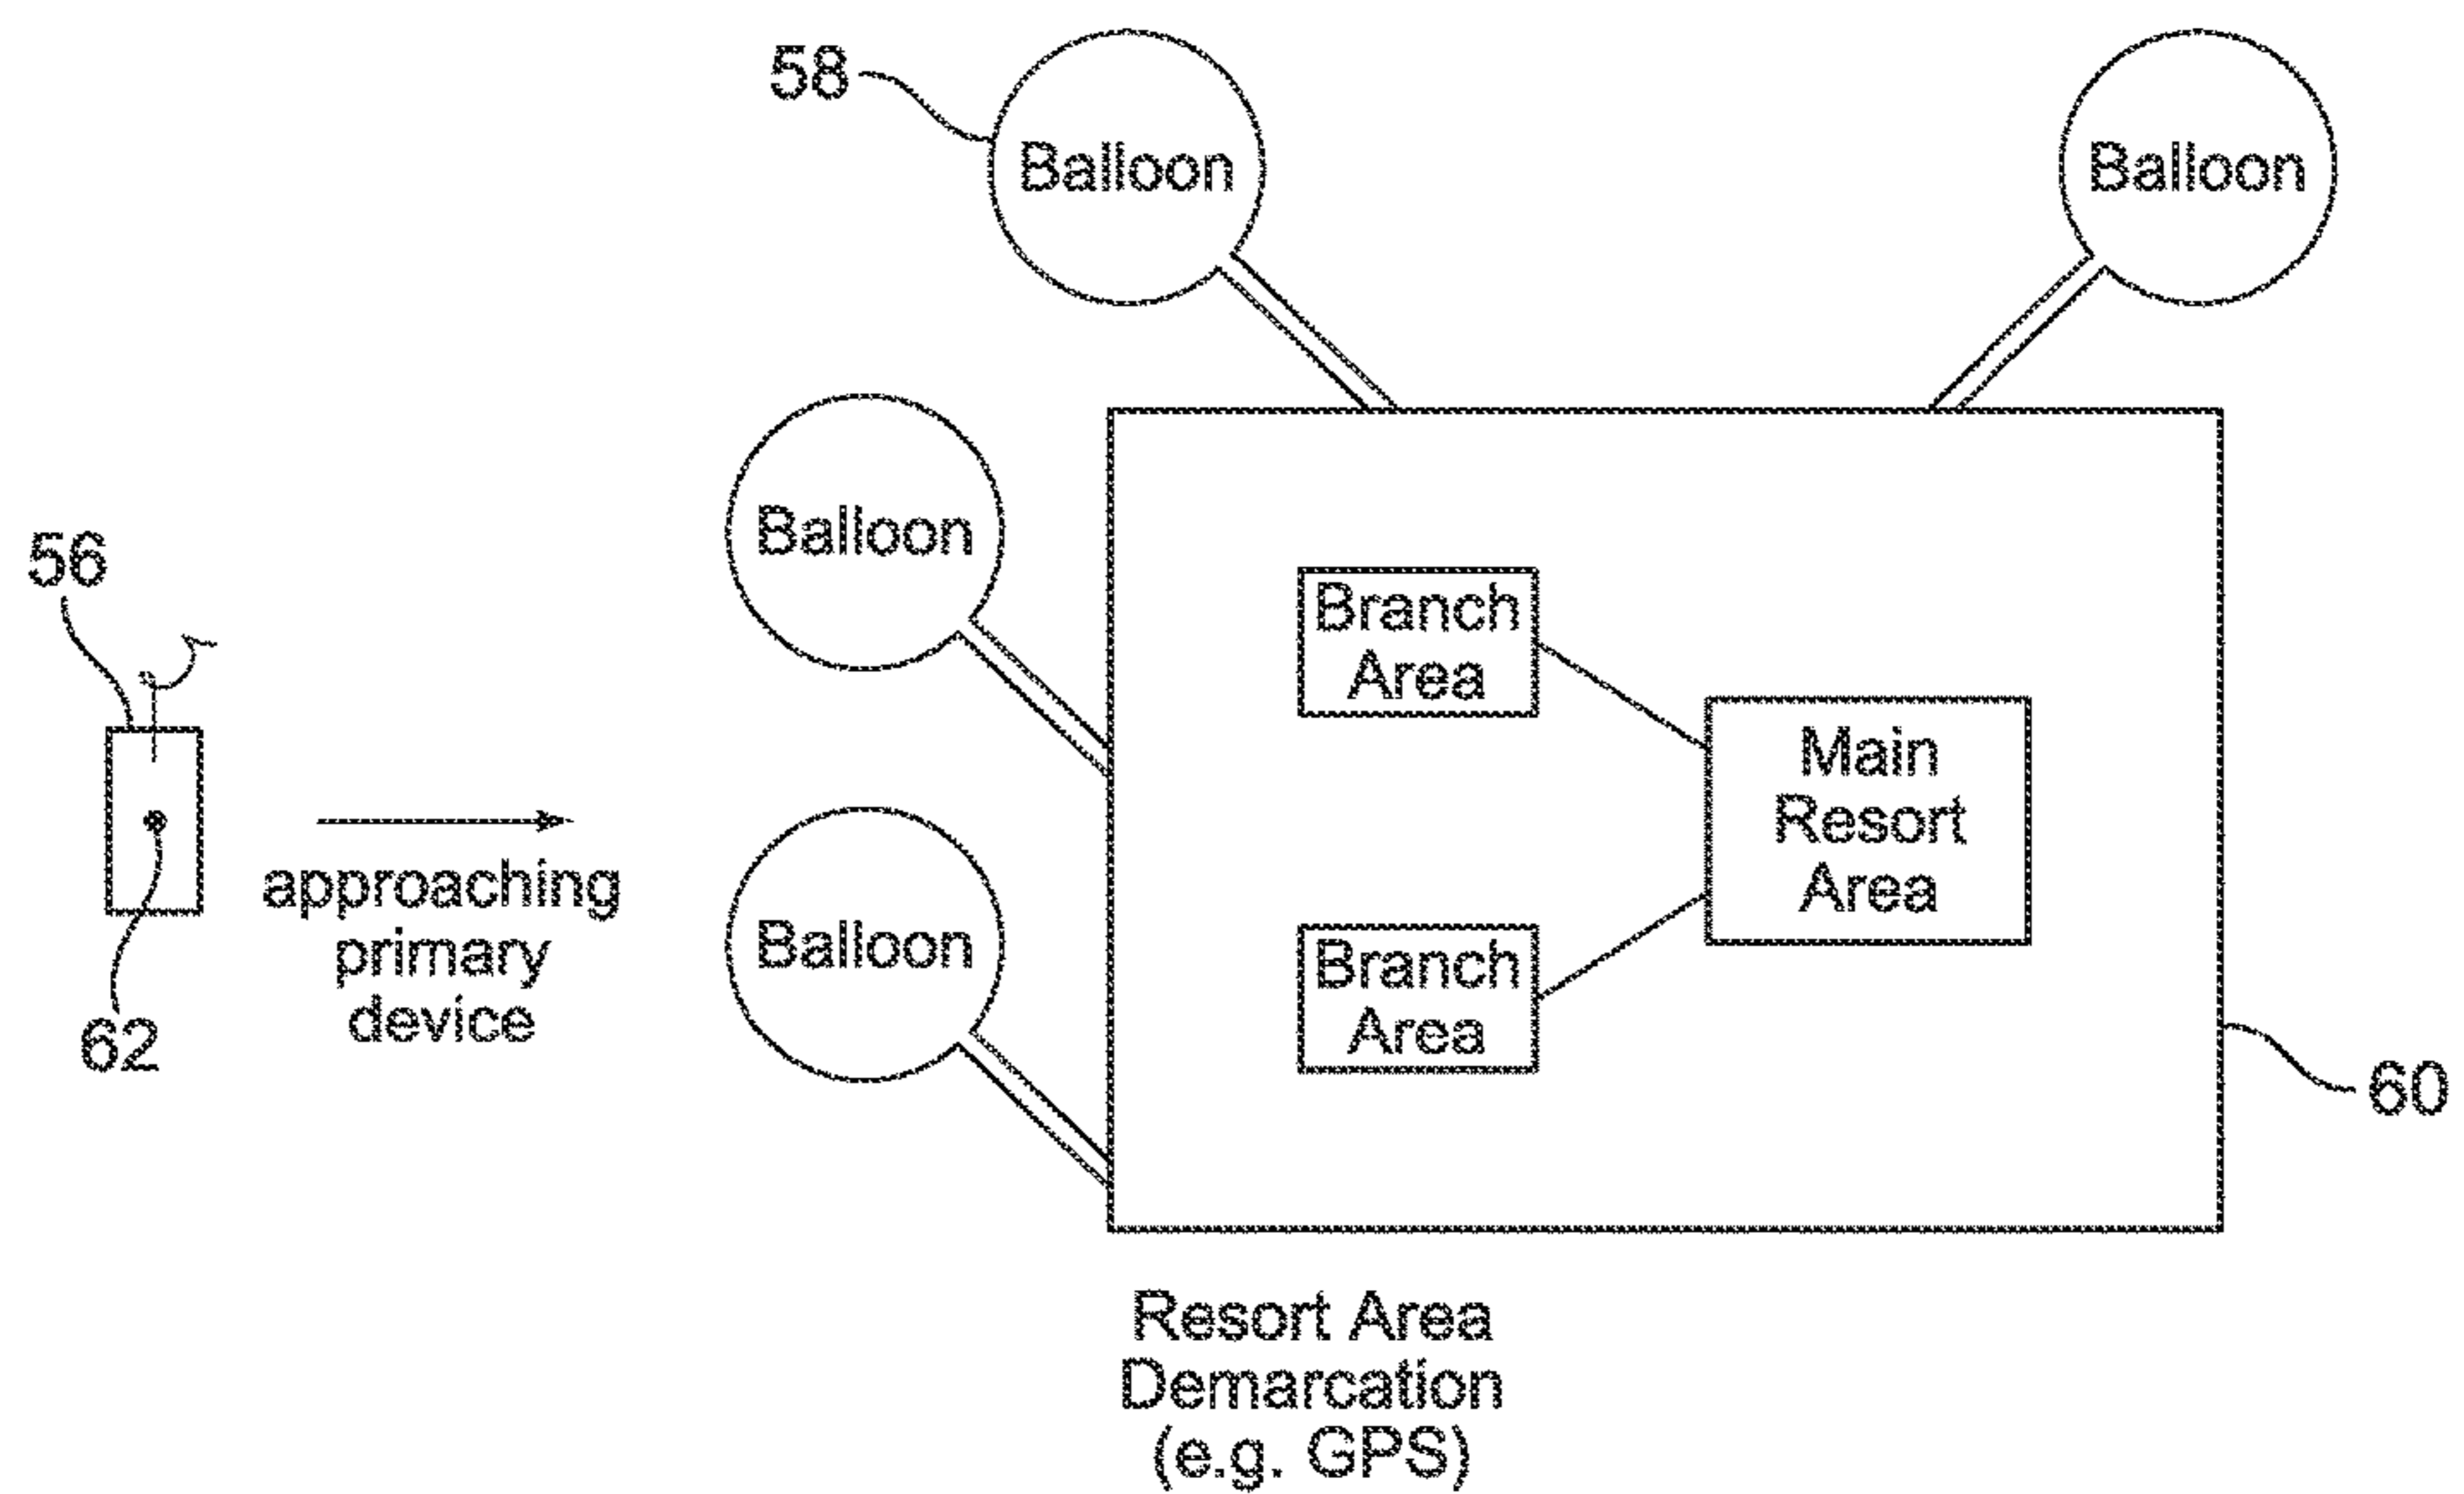 58
Balloon
Balloon
Balloon
56
Branch
Area
Main
Resort
Area
approaching
primary
device
62
Balloon
Branch
Area
60
Resort Area
Demarcation
(e.g. GPS)